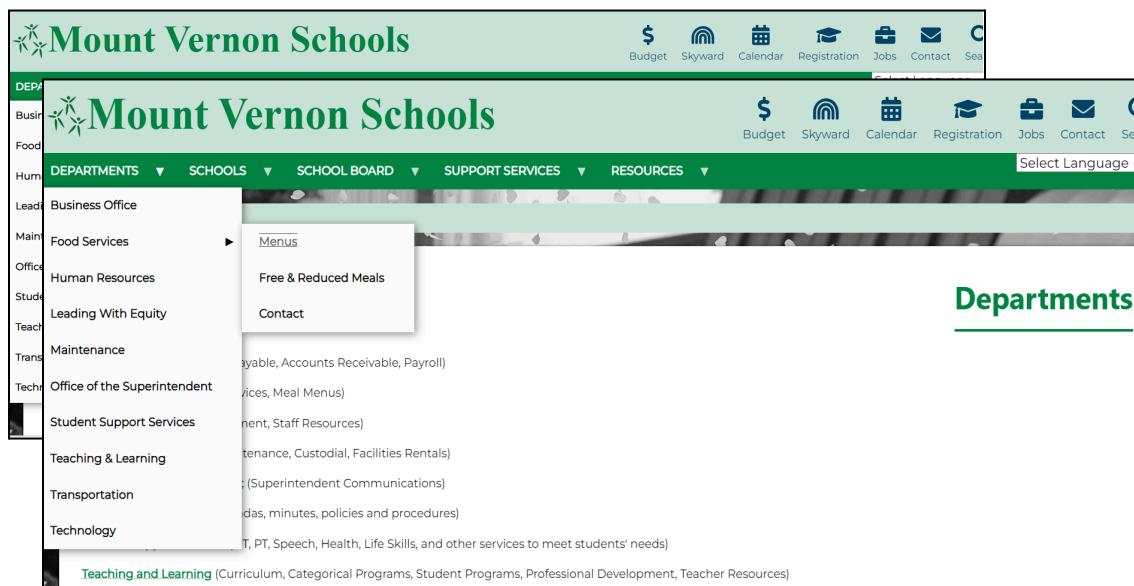 Mount Vernon Schools
Budget Skyward Calendar Registration Jobs Contact
Mount Vernon Schools
Budget Skyward Calendar Registration Jobs Contact
DEPARTMENTS ▼ SCHOOLS ▼ SCHOOL BOARD ▼ SUPPORT SERVICES ▼ RESOURCES ▼
Select Language
Business Office
Food Services ▶ Menus
Human Resources Free & Reduced Meals
Leading With Equity Contact
Departments
Maintenance
ayable, Accounts Receivable, Payroll)
Office of the Superintendent
vices, Meal Menus)
Student Support Services
ment, Staff Resources)
Teaching & Learning
tenance, Custodial, Facilities Rentals)
(Superintendent Communications)
Transportation
das, minutes, policies and procedures)
Technology
T, PT, Speech, Health, Life Skills, and other services to meet students' needs)
Teaching and Learning (Curriculum, Categorical Programs, Student Programs, Professional Development, Teacher Resources)